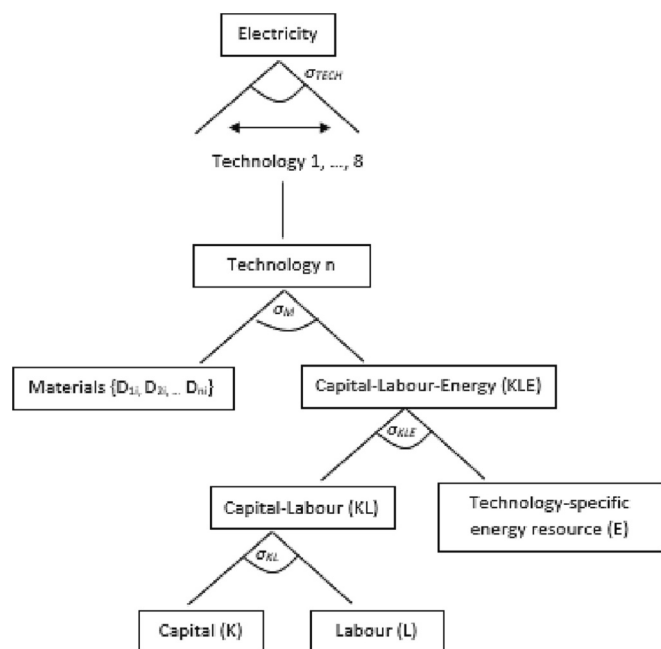 Electricity
σTECH
Technology 1, ..., 8
Technology n
σM
Materials {D1i, D2i, ... Dni}
Capital-Labour-Energy (KLE)
σKLE
Capital-Labour (KL)
Technology-specific
energy resource (E)
σKL
Capital (K)
Labour (L)